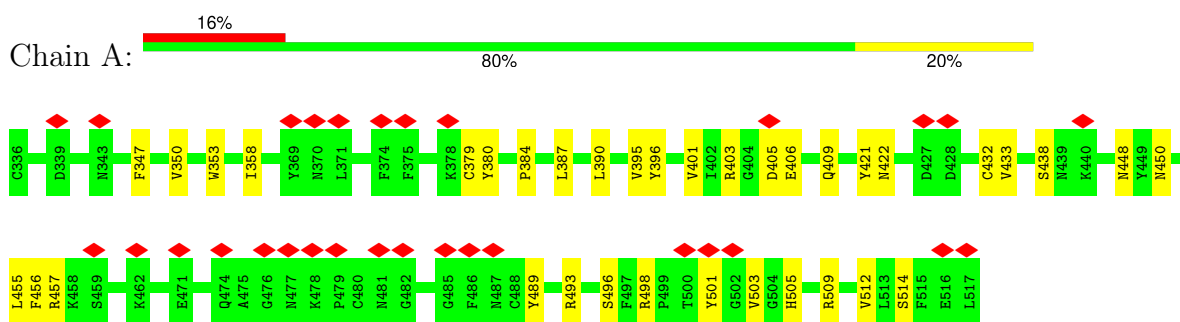 16%
Chain A:
80% 20%
C336 D339 N343 F347 V350 W353 I358 Y369 N370 L371 F374 F375 K378 C379 Y380 P384 L387 L390 V395 Y396 V401 I402 R403 G404 D405 E406 Q409 Y421 N422 D427 D428 C432 V433 S438 N439 K440 N448 Y449 N450
L455 F456 R457 K458 S459 K462 E471 Q474 A475 G476 N477 K478 P479 C480 N481 G482 G485 F486 N487 C488 Y489 R493 S496 F497 R498 P499 T500 Y501 G502 V503 G504 H505 R509 V512 L513 S514 F515 E516 L517